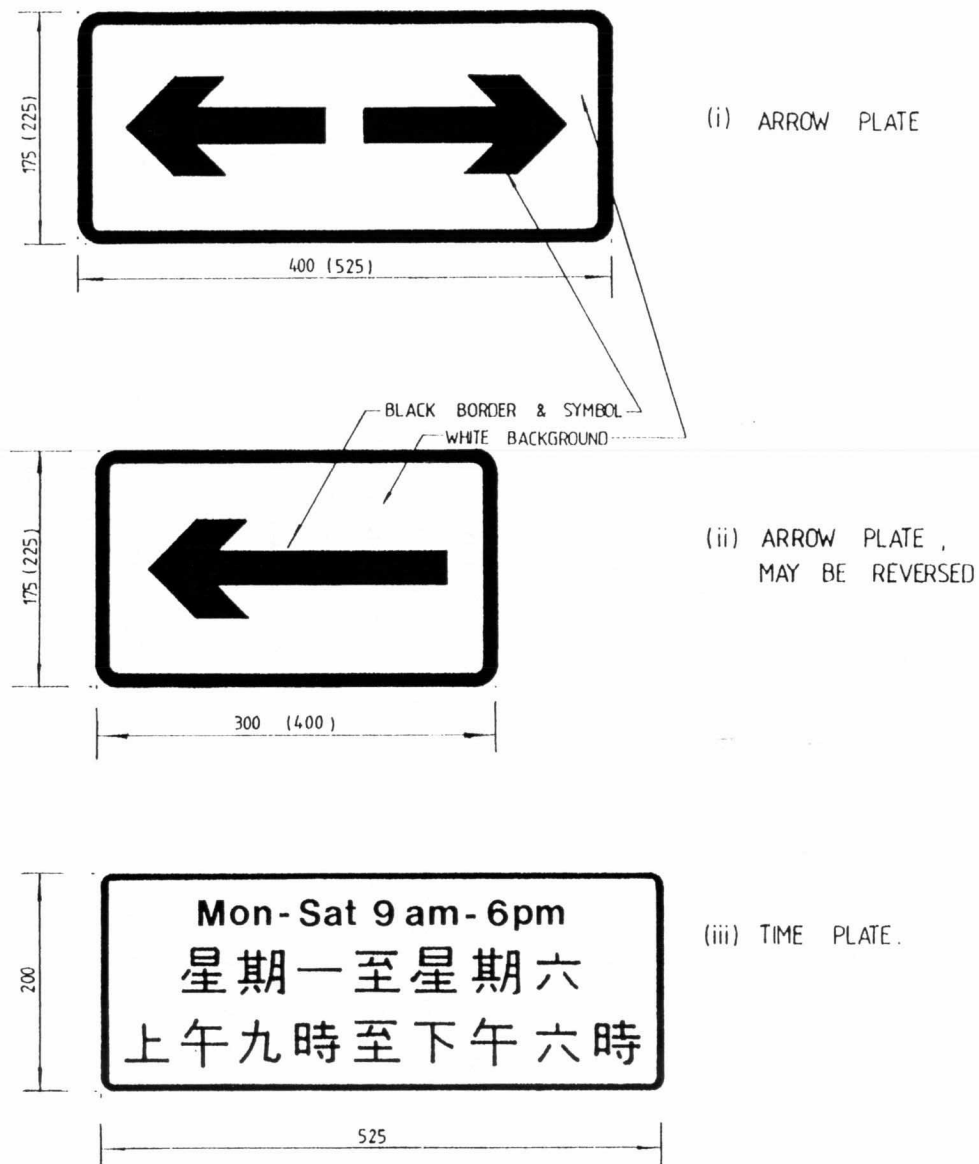 175 (225)
(i) ARROW PLATE
400 (525)
BLACK BORDER & SYMBOL
WHITE BACKGROUND
175 (225)
(ii) ARROW PLATE ,
MAY BE REVERSED
300 (400)
200
Mon-Sat 9am-6pm
星期一至星期六
上午九時至下午六時
(iii) TIME PLATE.
525